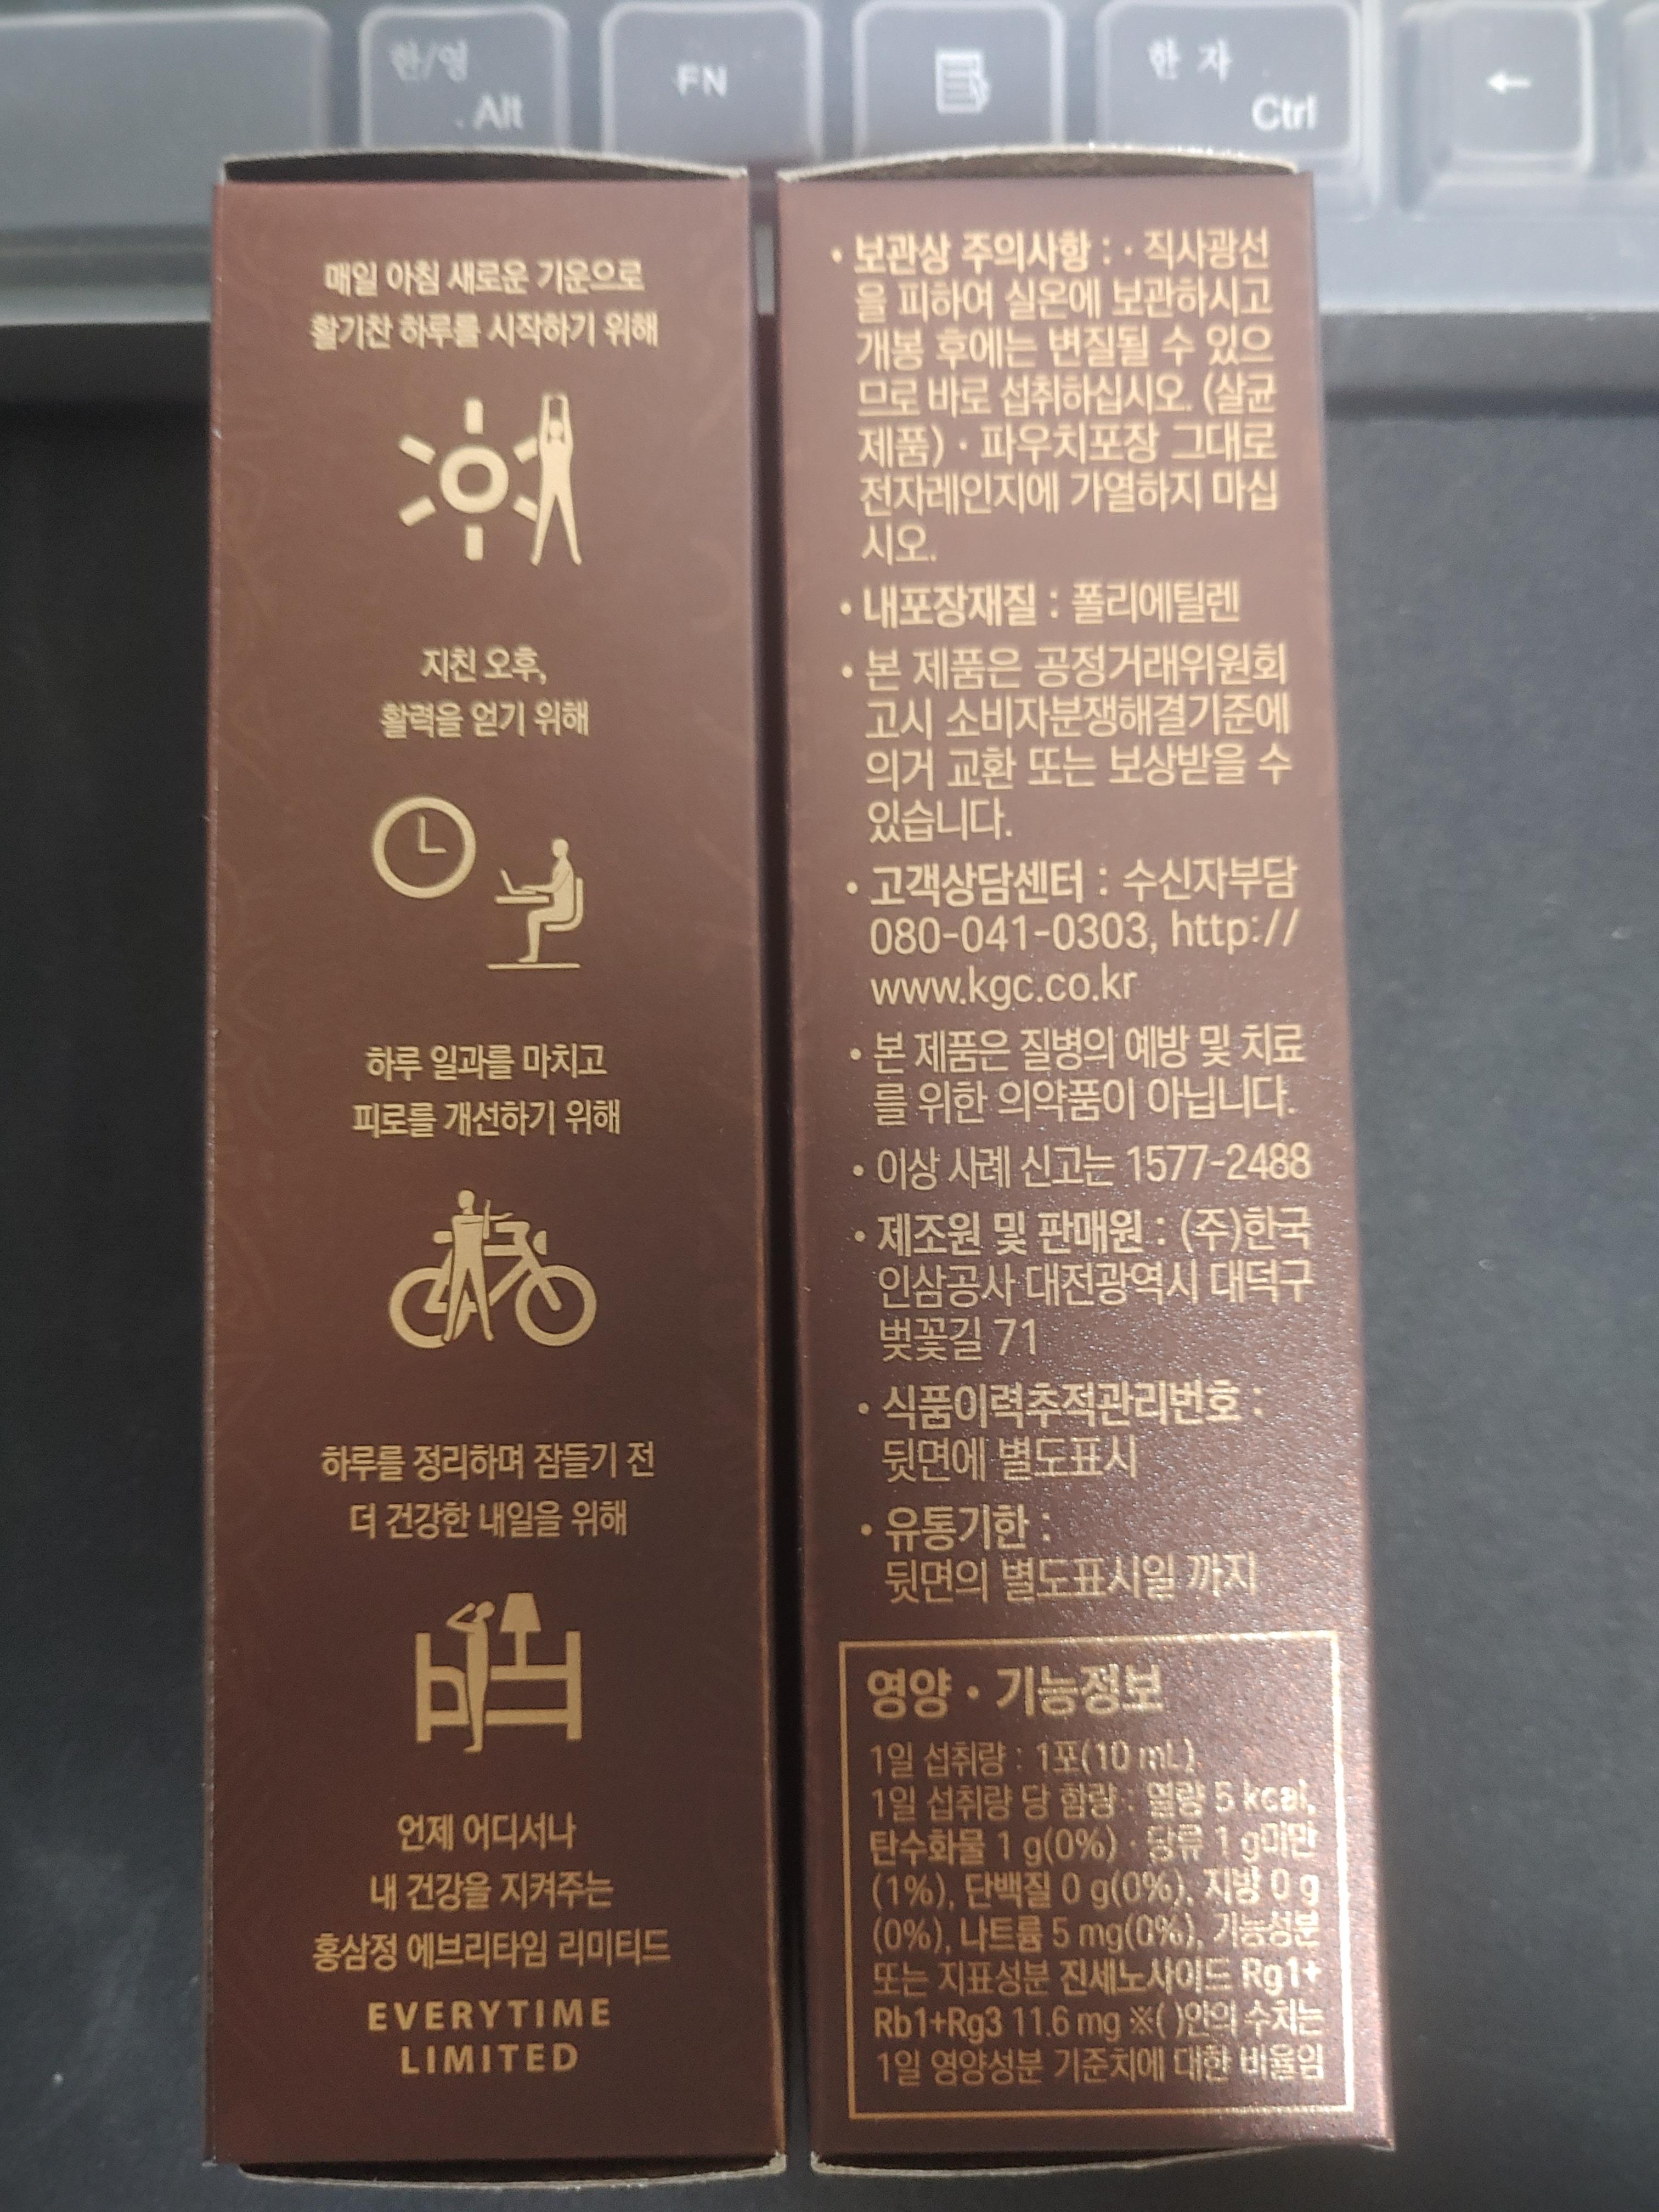 한/영
Alt
FN
한 자
Ctrl
←
매일 아침 새로운 기운으로
활기찬 하루를 시작하기 위해
지친 오후,
활력을 얻기 위해
하루 일과를 마치고
피로를 개선하기 위해
하루를 정리하며 잠들기 전
더 건강한 내일을 위해
언제 어디서나
내 건강을 지켜주는
홍삼정 에브리타임 리미티드
EVERYTIME
LIMITED
• 보관상 주의사항 : · 직사광선
을 피하여 실온에 보관하시고
개봉 후에는 변질될 수 있으
므로 바로 섭취하십시오. (살균
제품) · 파우치포장 그대로
전자레인지에 가열하지 마십
시오.
• 내포장재질 : 폴리에틸렌
• 본 제품은 공정거래위원회
고시 소비자분쟁해결기준에
의거 교환 또는 보상받을 수
있습니다.
• 고객상담센터 : 수신자부담
080-041-0303, http://
www.kgc.co.kr
• 본 제품은 질병의 예방 및 치료
를 위한 의약품이 아닙니다.
• 이상 사례 신고는 1577-2488
• 제조원 및 판매원 : (주)한국
인삼공사 대전광역시 대덕구
벚꽃길 71
• 식품이력추적관리번호 :
뒷면에 별도표시
• 유통기한 :
뒷면의 별도표시일 까지
영양 • 기능정보
1일 섭취량 : 1포(10 mL)
1일 섭취량 당 함량 : 열량 5 kcal,
탄수화물 1 g(0%) · 당류 1 g미만
(1%), 단백질 0 g(0%), 지방 0 g
(0%), 나트륨 5 mg(0%), 기능성분
또는 지표성분 진세노사이드 Rg1+
Rb1+Rg3 11.6 mg ※( )안의 수치는
1일 영양성분 기준치에 대한 비율임